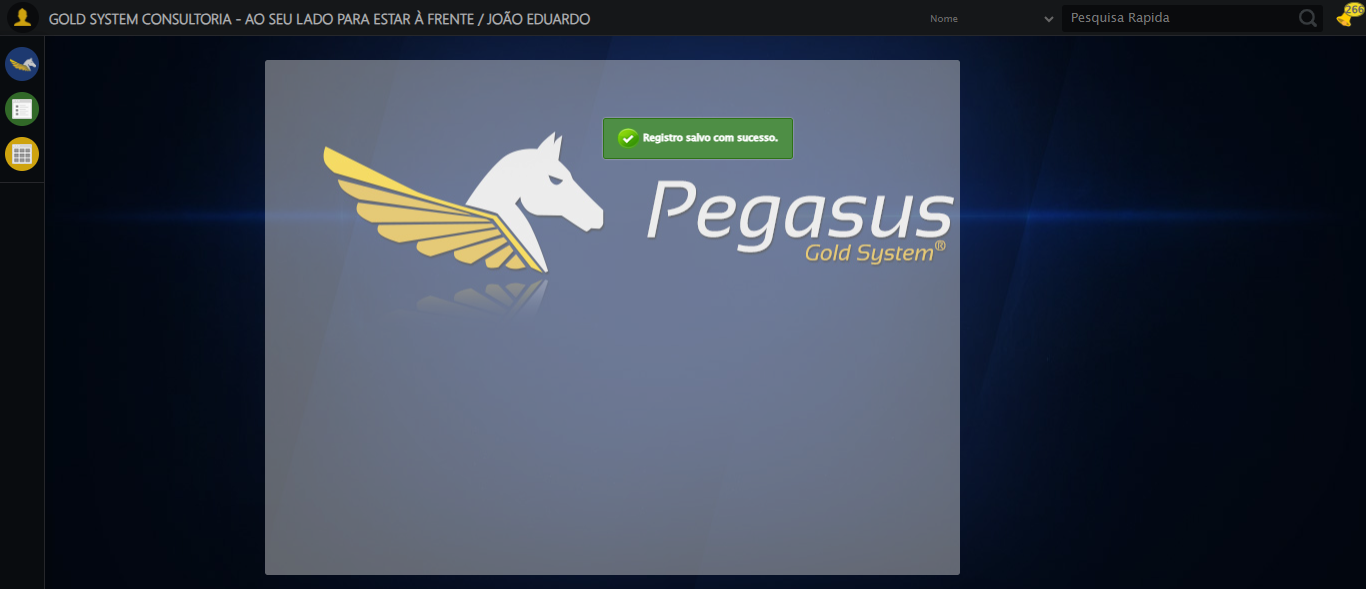 GOLD SYSTEM CONSULTORIA - AO SEU LADO PARA ESTAR À FRENTE / JOÃO EDUARDO
Nome
Pesquisa Rapida
266
Registro salvo com sucesso.
Pegasus
Gold System®